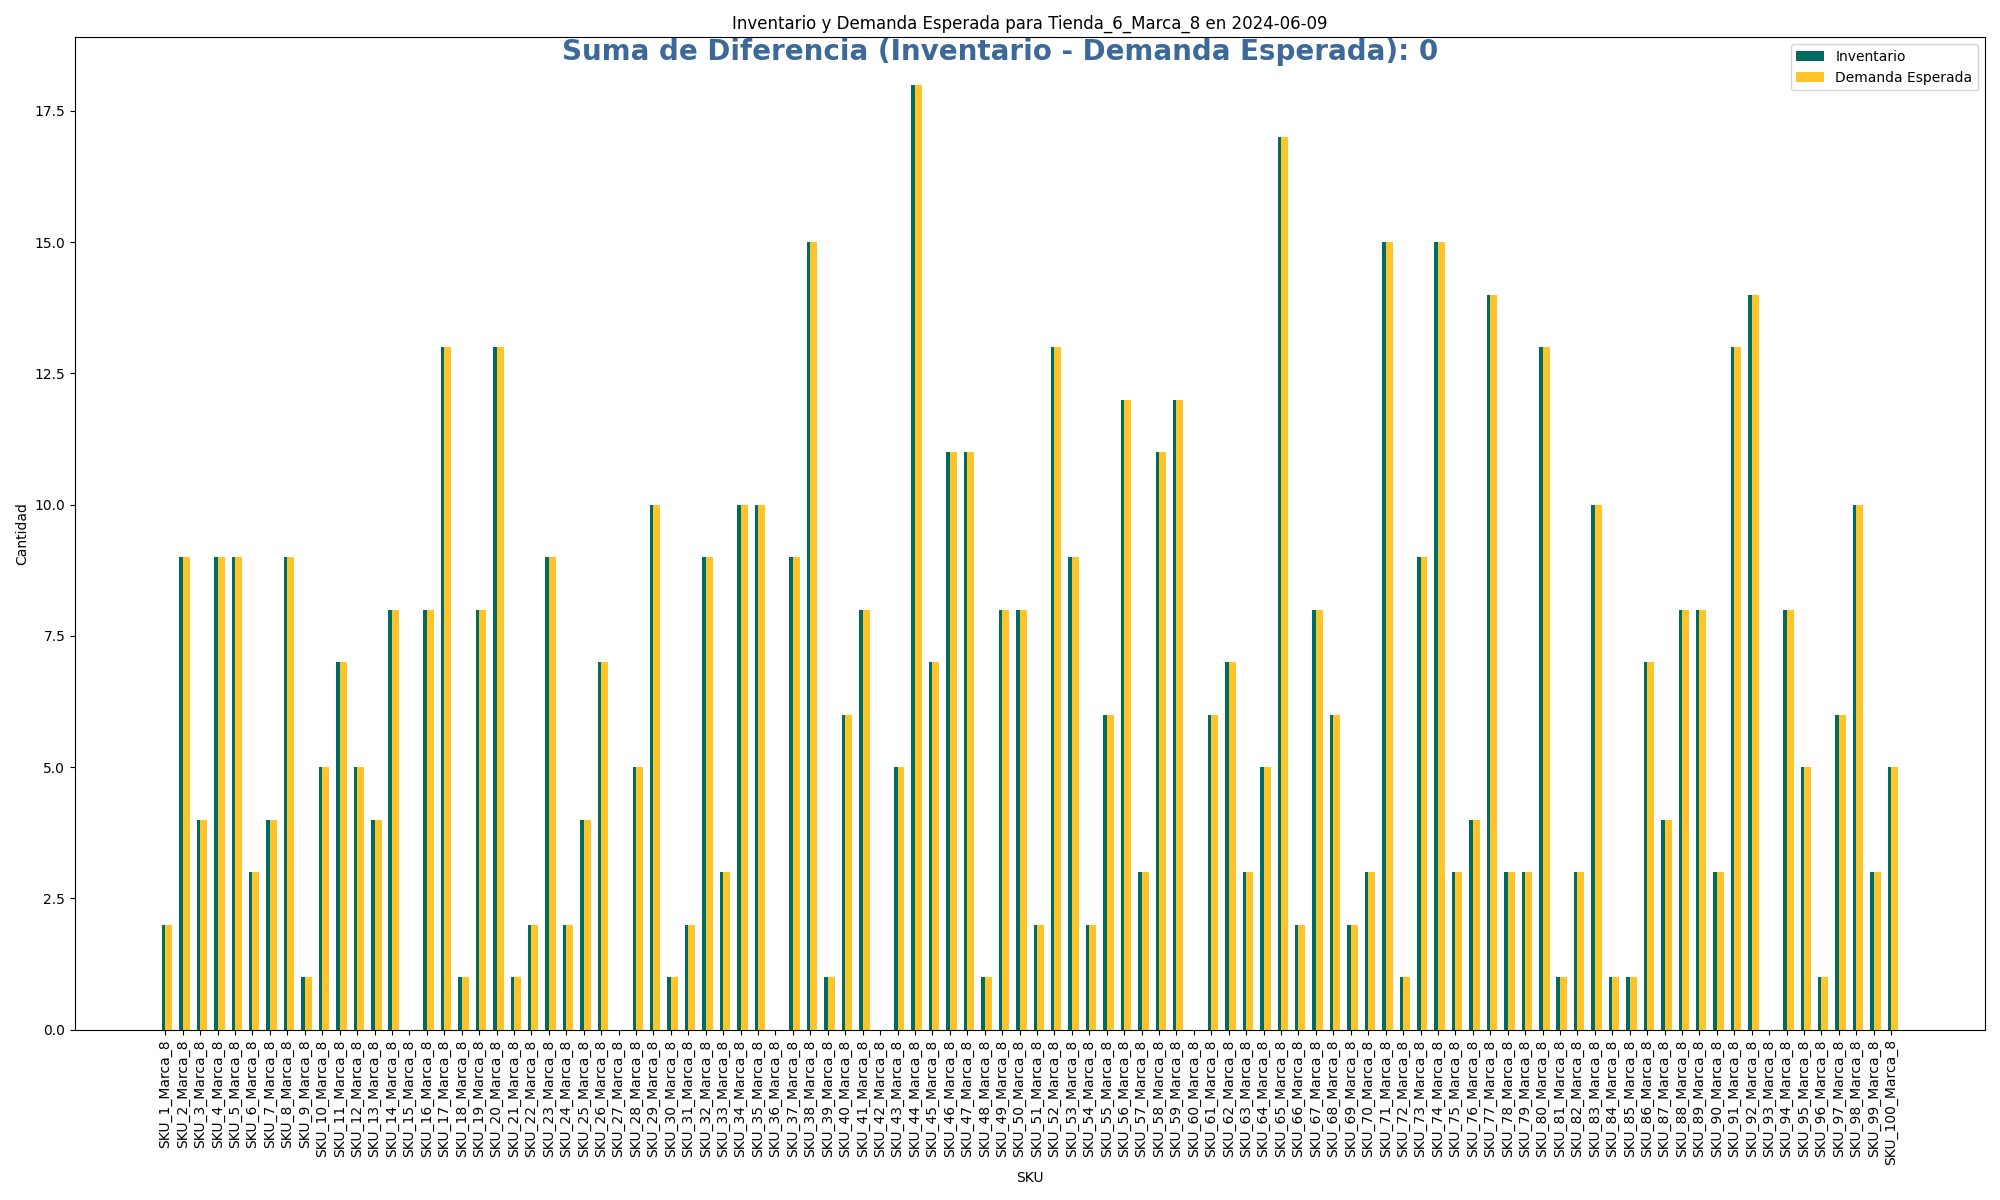 Inventario y Demanda Esperada para Tienda_6_Marca_8 en 2024-06-09
Suma de Diferencia (Inventario - Demanda Esperada): 0
Inventario
Demanda Esperada
17.5
15.0
12.5
10.0
7.5
5.0
2.5
0.0
Cantidad
SKU_1_Marca_8
SKU_2_Marca_8
SKU_3_Marca_8
SKU_4_Marca_8
SKU_5_Marca_8
SKU_6_Marca_8
SKU_7_Marca_8
SKU_8_Marca_8
SKU_9_Marca_8
SKU_10_Marca_8
SKU_11_Marca_8
SKU_12_Marca_8
SKU_13_Marca_8
SKU_14_Marca_8
SKU_15_Marca_8
SKU_16_Marca_8
SKU_17_Marca_8
SKU_18_Marca_8
SKU_19_Marca_8
SKU_20_Marca_8
SKU_21_Marca_8
SKU_22_Marca_8
SKU_23_Marca_8
SKU_24_Marca_8
SKU_25_Marca_8
SKU_26_Marca_8
SKU_27_Marca_8
SKU_28_Marca_8
SKU_29_Marca_8
SKU_30_Marca_8
SKU_31_Marca_8
SKU_32_Marca_8
SKU_33_Marca_8
SKU_34_Marca_8
SKU_35_Marca_8
SKU_36_Marca_8
SKU_37_Marca_8
SKU_38_Marca_8
SKU_39_Marca_8
SKU_40_Marca_8
SKU_41_Marca_8
SKU_42_Marca_8
SKU_43_Marca_8
SKU_44_Marca_8
SKU_45_Marca_8
SKU_46_Marca_8
SKU_47_Marca_8
SKU_48_Marca_8
SKU_49_Marca_8
SKU_50_Marca_8
SKU_51_Marca_8
SKU_52_Marca_8
SKU_53_Marca_8
SKU_54_Marca_8
SKU_55_Marca_8
SKU_56_Marca_8
SKU_57_Marca_8
SKU_58_Marca_8
SKU_59_Marca_8
SKU_60_Marca_8
SKU_61_Marca_8
SKU_62_Marca_8
SKU_63_Marca_8
SKU_64_Marca_8
SKU_65_Marca_8
SKU_66_Marca_8
SKU_67_Marca_8
SKU_68_Marca_8
SKU_69_Marca_8
SKU_70_Marca_8
SKU_71_Marca_8
SKU_72_Marca_8
SKU_73_Marca_8
SKU_74_Marca_8
SKU_75_Marca_8
SKU_76_Marca_8
SKU_77_Marca_8
SKU_78_Marca_8
SKU_79_Marca_8
SKU_80_Marca_8
SKU_81_Marca_8
SKU_82_Marca_8
SKU_83_Marca_8
SKU_84_Marca_8
SKU_85_Marca_8
SKU_86_Marca_8
SKU_87_Marca_8
SKU_88_Marca_8
SKU_89_Marca_8
SKU_90_Marca_8
SKU_91_Marca_8
SKU_92_Marca_8
SKU_93_Marca_8
SKU_94_Marca_8
SKU_95_Marca_8
SKU_96_Marca_8
SKU_97_Marca_8
SKU_98_Marca_8
SKU_99_Marca_8
SKU_100_Marca_8
SKU